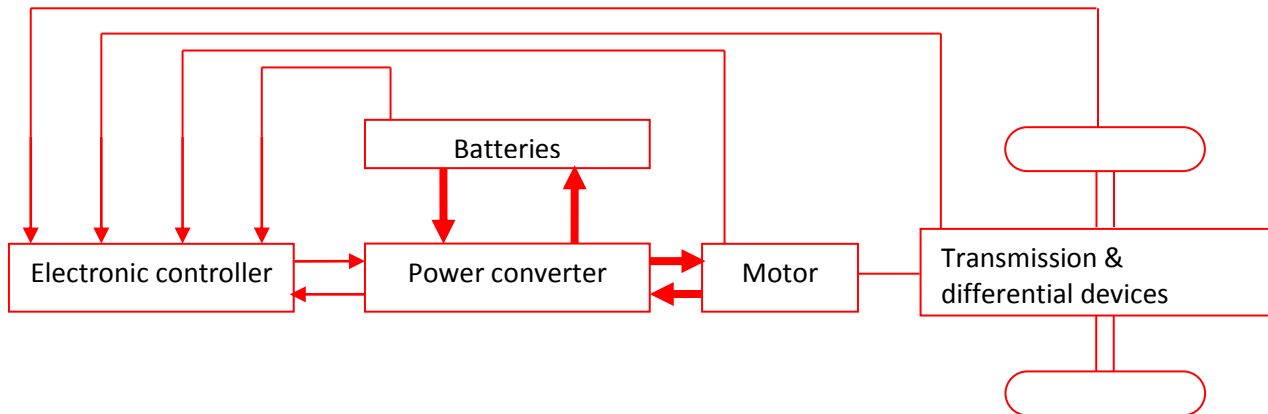 Batteries
Electronic controller
Power converter
Motor
Transmission &
differential devices